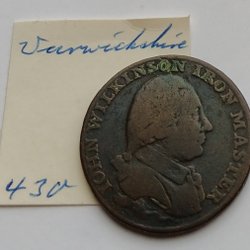 Warwickshire
430
JOHN WILKINSON IRON MASTER